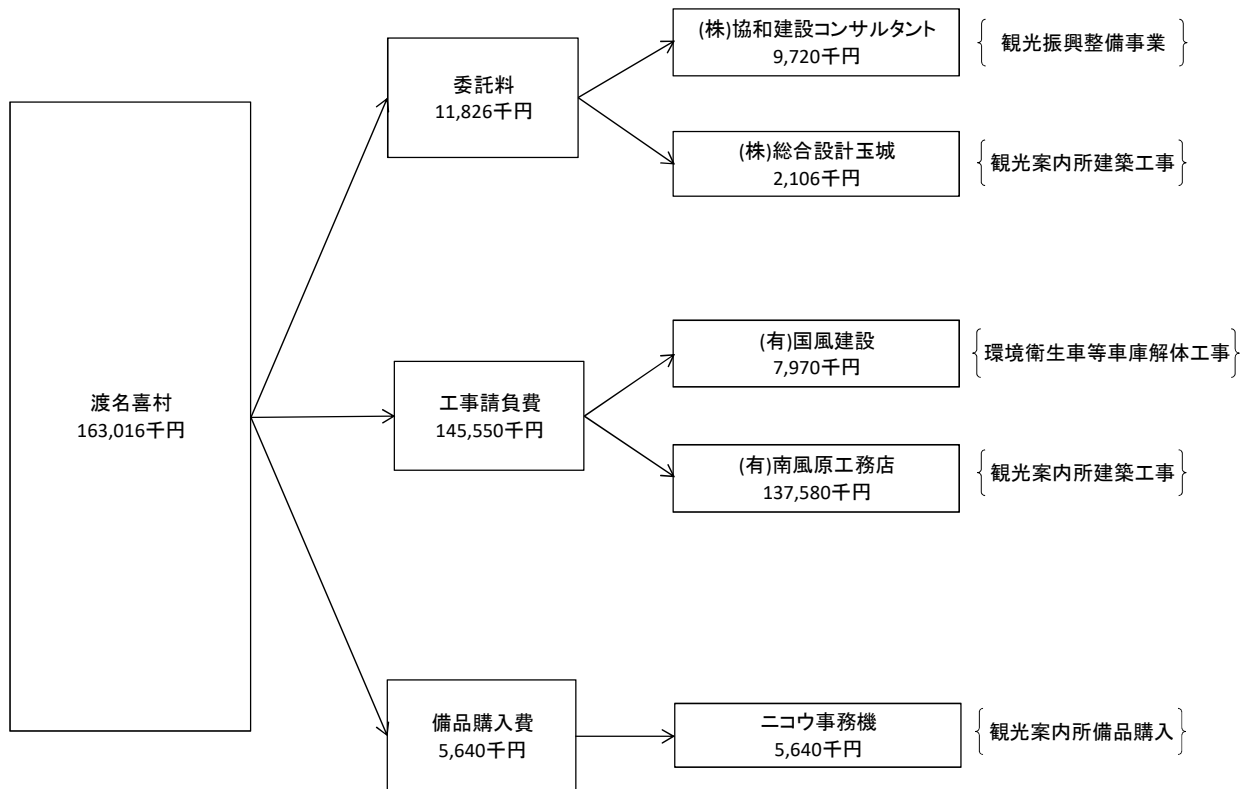 渡名喜村
163,016千円
委託料
11,826千円
(株)協和建設コンサルタント
9,720千円
観光振興整備事業
(株)総合設計玉城
2,106千円
観光案内所建築工事
工事請負費
145,550千円
(有)国風建設
7,970千円
環境衛生車等車庫解体工事
(有)南風原工務店
137,580千円
観光案内所建築工事
備品購入費
5,640千円
ニコウ事務機
5,640千円
観光案内所備品購入